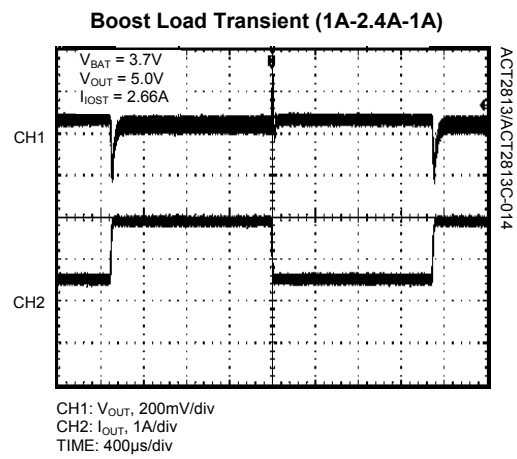 Boost Load Transient (1A-2.4A-1A)
VBAT = 3.7V
VOUT = 5.0V
IIOST = 2.66A
CH1
CH2
ACT2813/ACT2813C-014
CH1: VOUT, 200mV/div
CH2: IOUT, 1A/div
TIME: 400µs/div